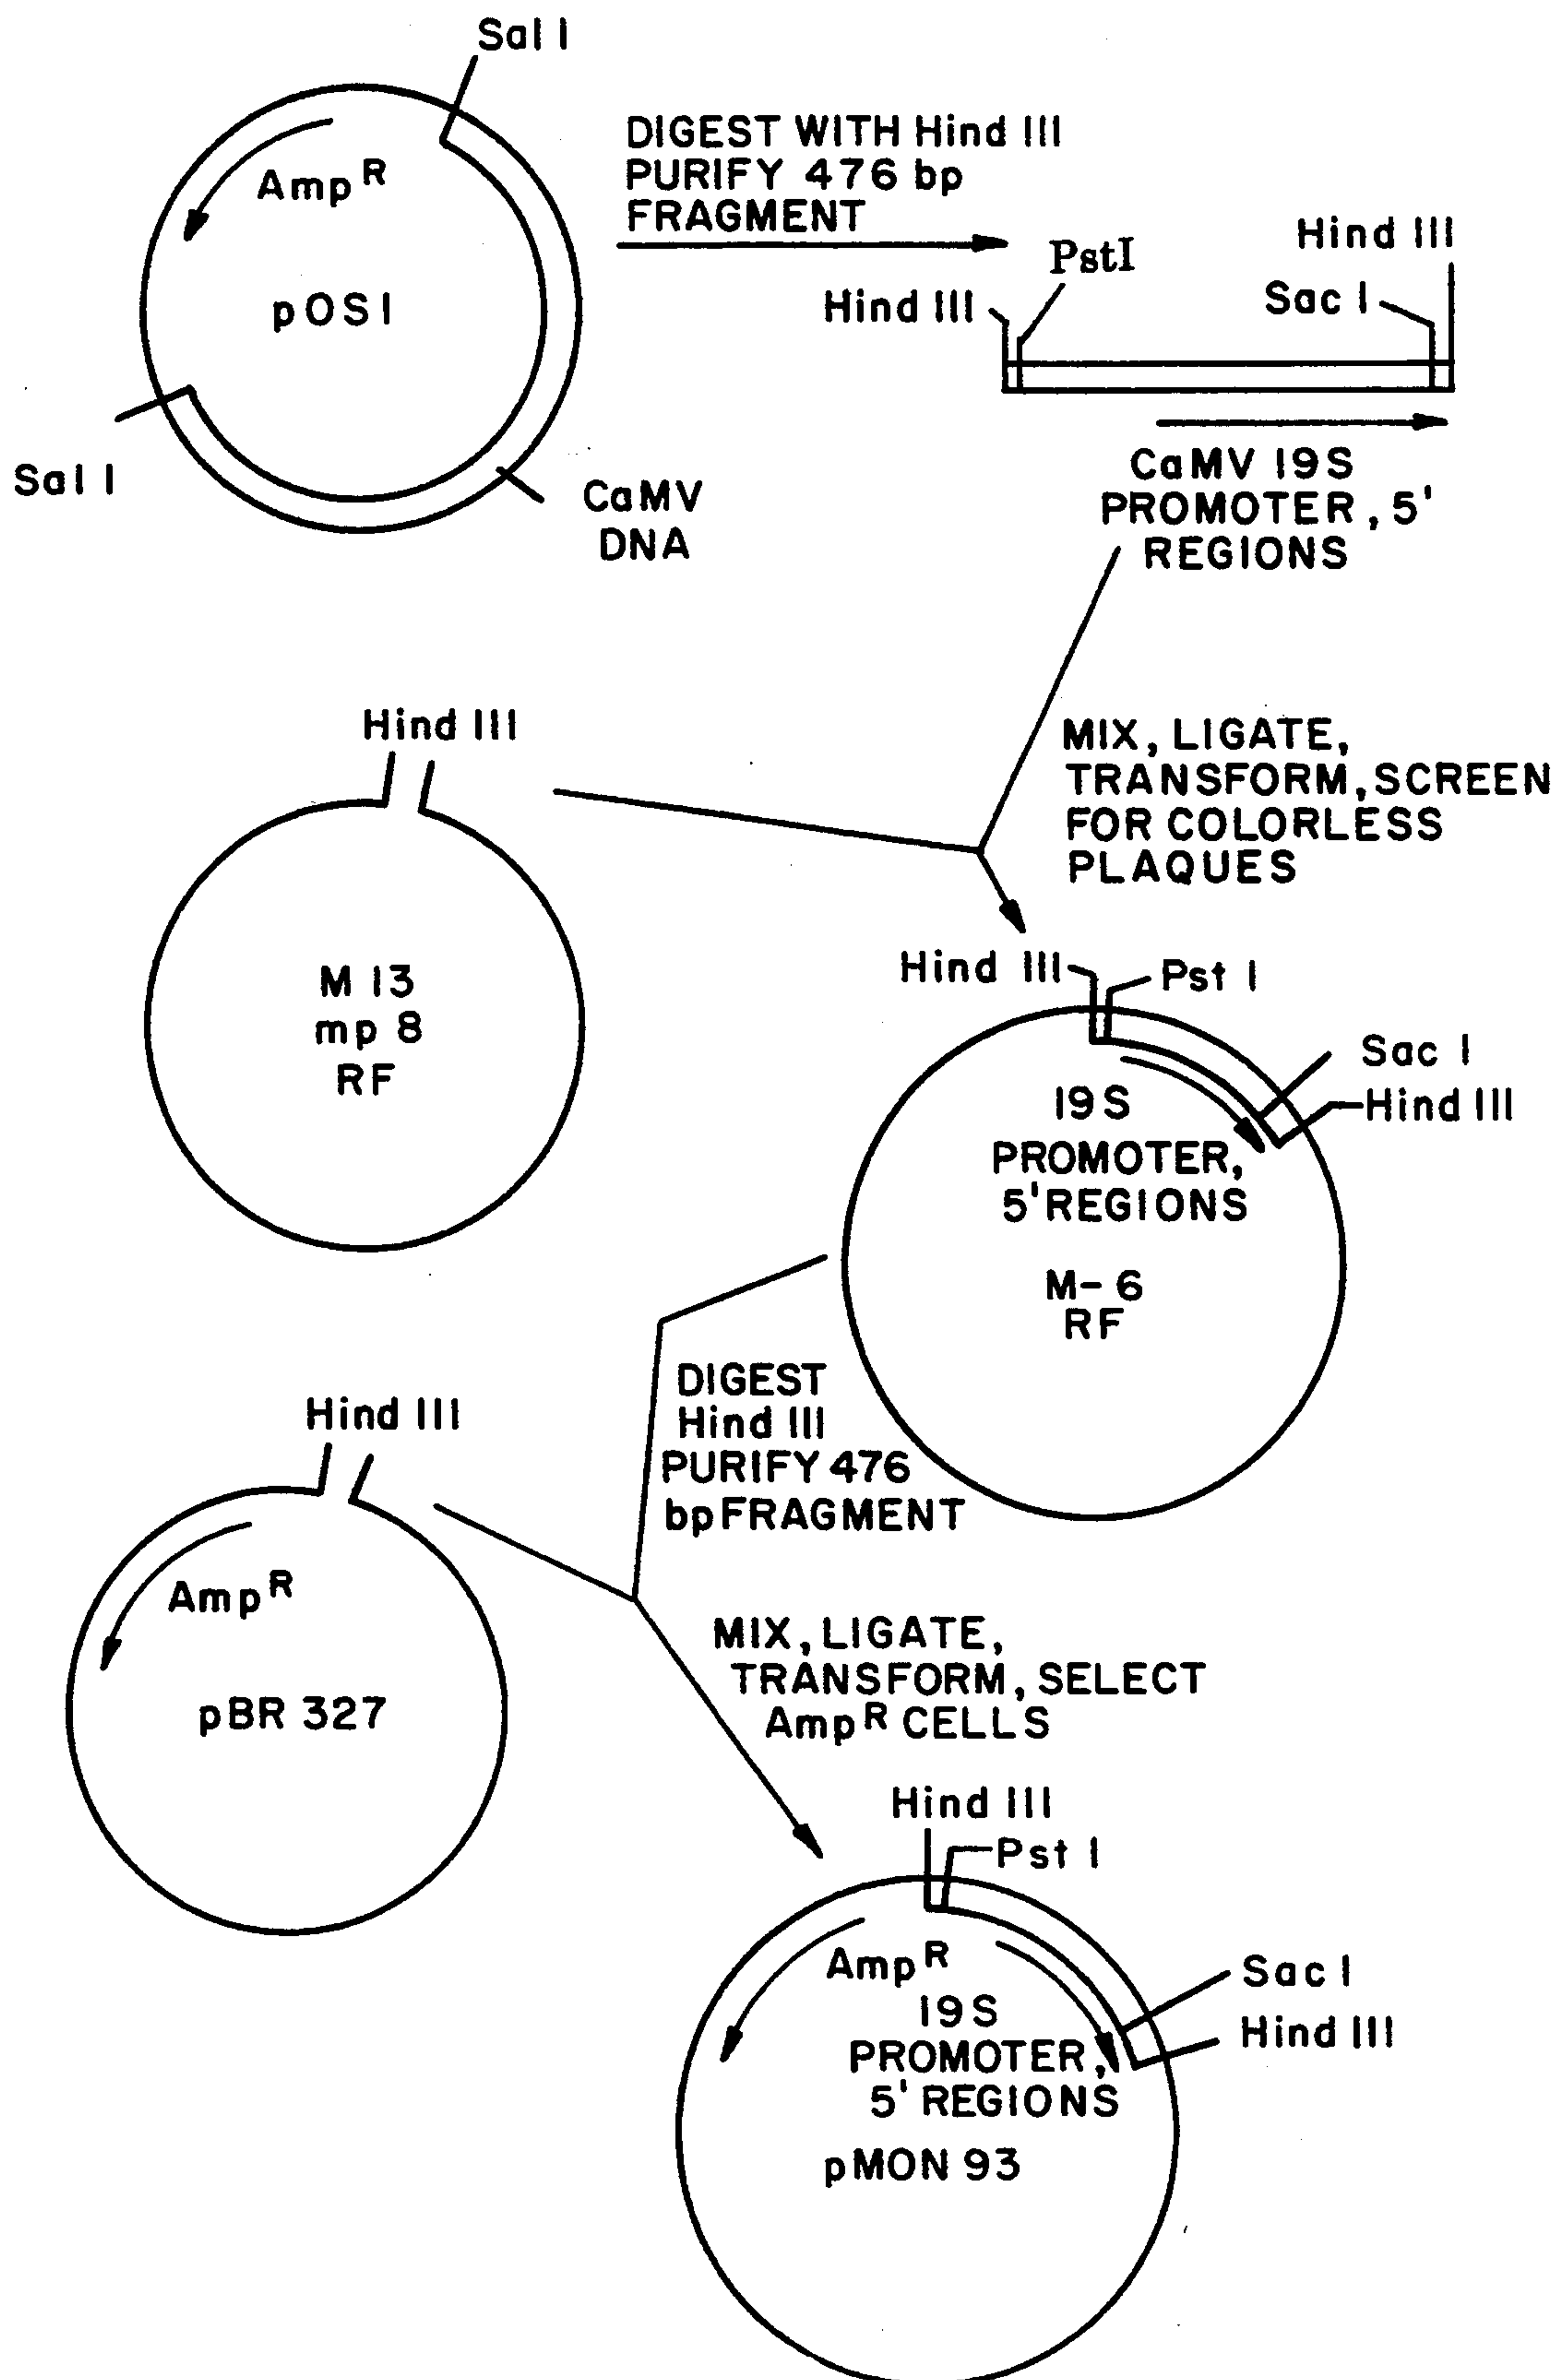 Sal I
Amp R
pOS1
Sal I
CaMV
DNA
DIGEST WITH Hind III
PURIFY 476 bp
FRAGMENT
PstI
Hind III
Hind III
Sac I
CaMV 19S
PROMOTER, 5'
REGIONS
Hind III
M 13
mp 8
RF
MIX, LIGATE,
TRANSFORM, SCREEN
FOR COLORLESS
PLAQUES
Hind III
Pst I
Sac I
Hind III
19S
PROMOTER,
5' REGIONS
M-6
RF
DIGEST
Hind III
PURIFY 476
bp FRAGMENT
Hind III
Amp R
pBR 327
MIX, LIGATE,
TRANSFORM, SELECT
Amp R CELLS
Hind III
Pst I
Amp R
Sac I
Hind III
19S
PROMOTER,
5' REGIONS
pMON 93